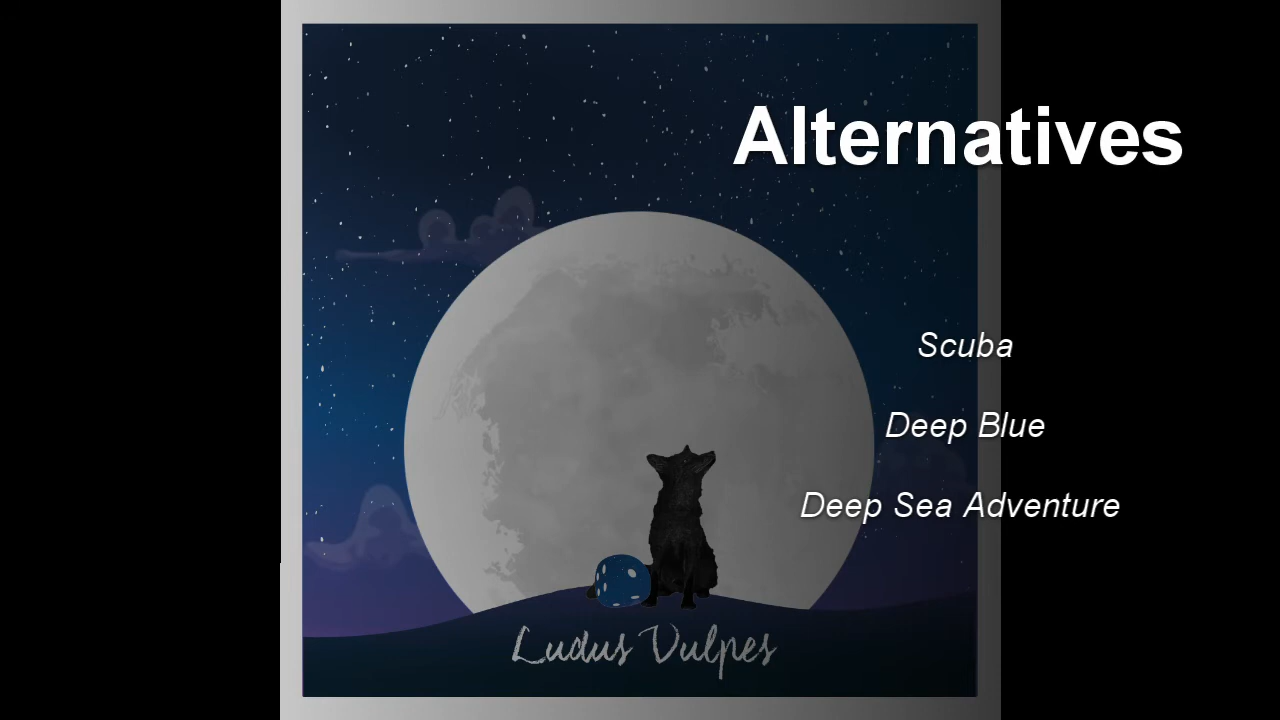 Alternatives
Scuba
Deep Blue
Deep Sea Adventure
Ludus Vulpes